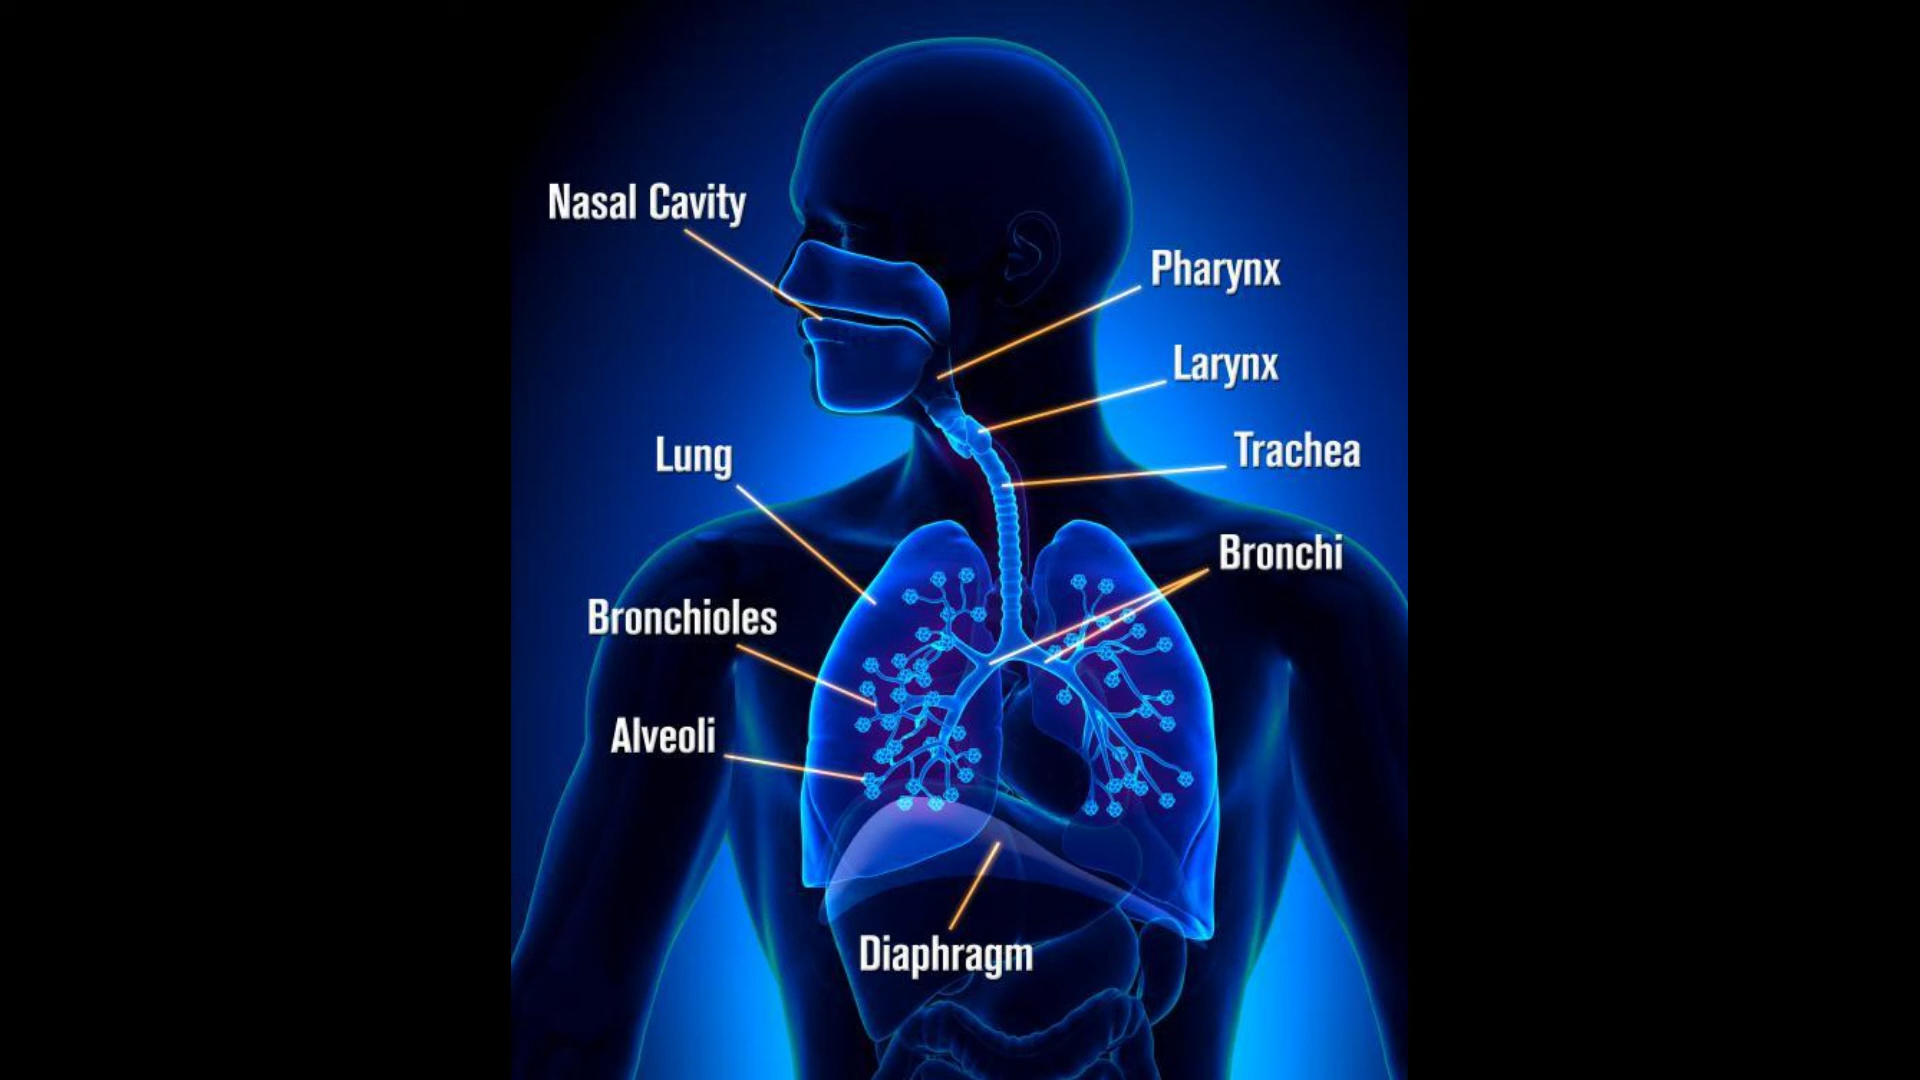 Nasal Cavity
Pharynx
Larynx
Trachea
Lung
Bronchi
Bronchioles
Alveoli
Diaphragm